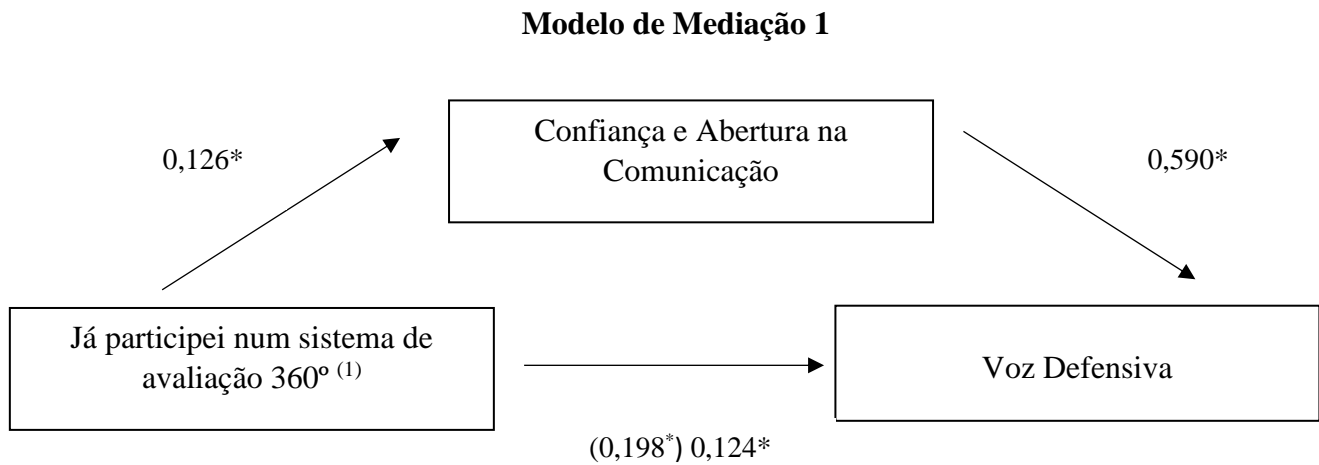 Modelo de Mediação 1
Confiança e Abertura na
Comunicação
0,126*
0,590*
Já participei num sistema de
avaliação 360º (1)
Voz Defensiva
(0,198*) 0,124*